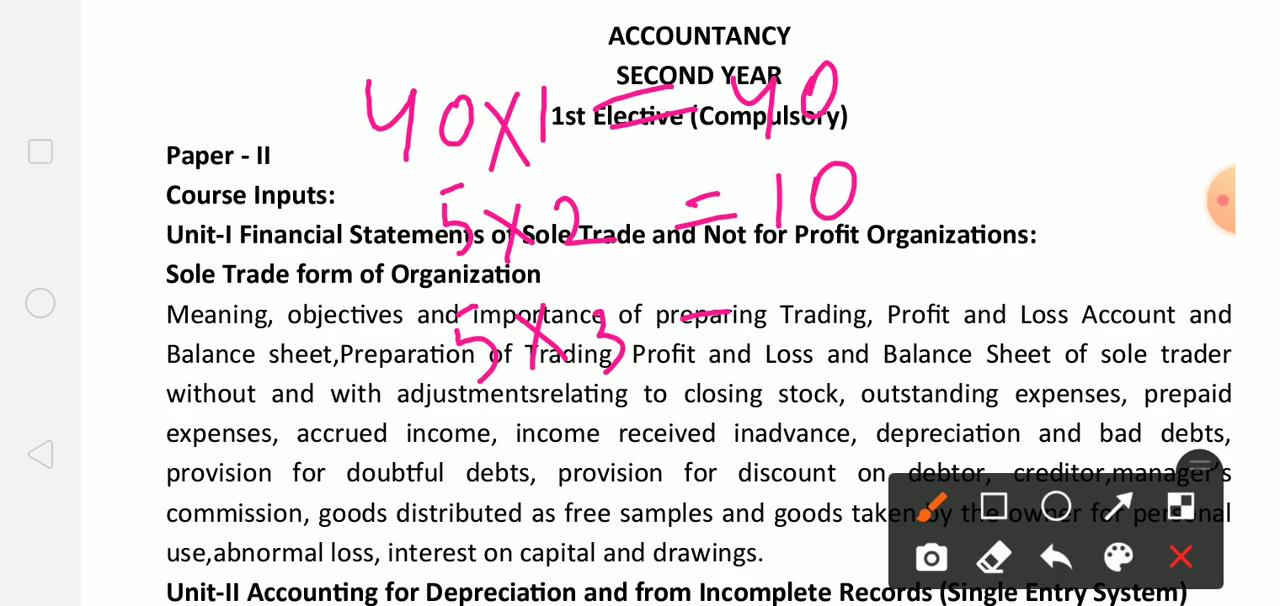 ACCOUNTANCY
SECOND YEAR
40 X 1 = 40
1st Elective (Compulsory)
Paper - II
Course Inputs:
5 X 2 = 10
Unit-I Financial Statements of Sole Trade and Not for Profit Organizations:
Sole Trade form of Organization
Meaning, objectives and importance of preparing Trading, Profit and Loss Account and
5 X 3 –
Balance sheet,Preparation of Trading, Profit and Loss and Balance Sheet of sole trader
without and with adjustmentsrelating to closing stock, outstanding expenses, prepaid
expenses, accrued income, income received inadvance, depreciation and bad debts,
provision for doubtful debts, provision for discount on debtor, creditor,manager's
commission, goods distributed as free samples and goods taken by the owner for personal
use,abnormal loss, interest on capital and drawings.
Unit-II Accounting for Depreciation and from Incomplete Records (Single Entry System)